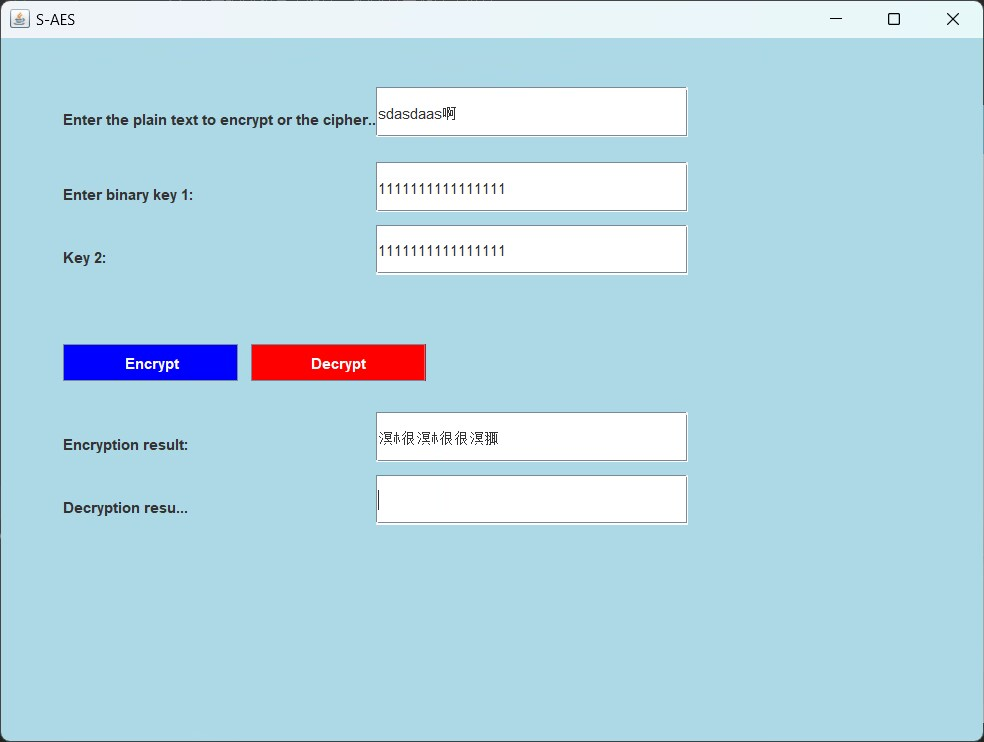 S-AES
Enter the plain text to encrypt or the cipher..
sdasdaas啊
Enter binary key 1:
1111111111111111
Key 2:
1111111111111111
Encrypt Decrypt
Encryption result:
Decryption resu...